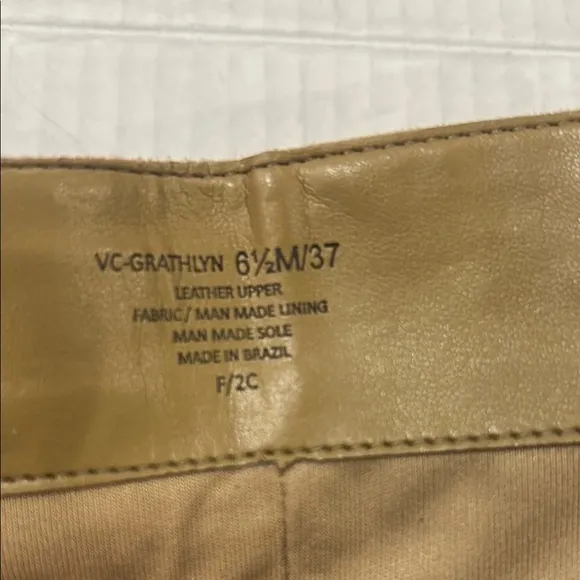 VC-GRATHLYN 6½M/37
LEATHER UPPER
FABRIC/ MAN MADE LINING
MAN MADE SOLE
MADE IN BRAZIL
F/2C